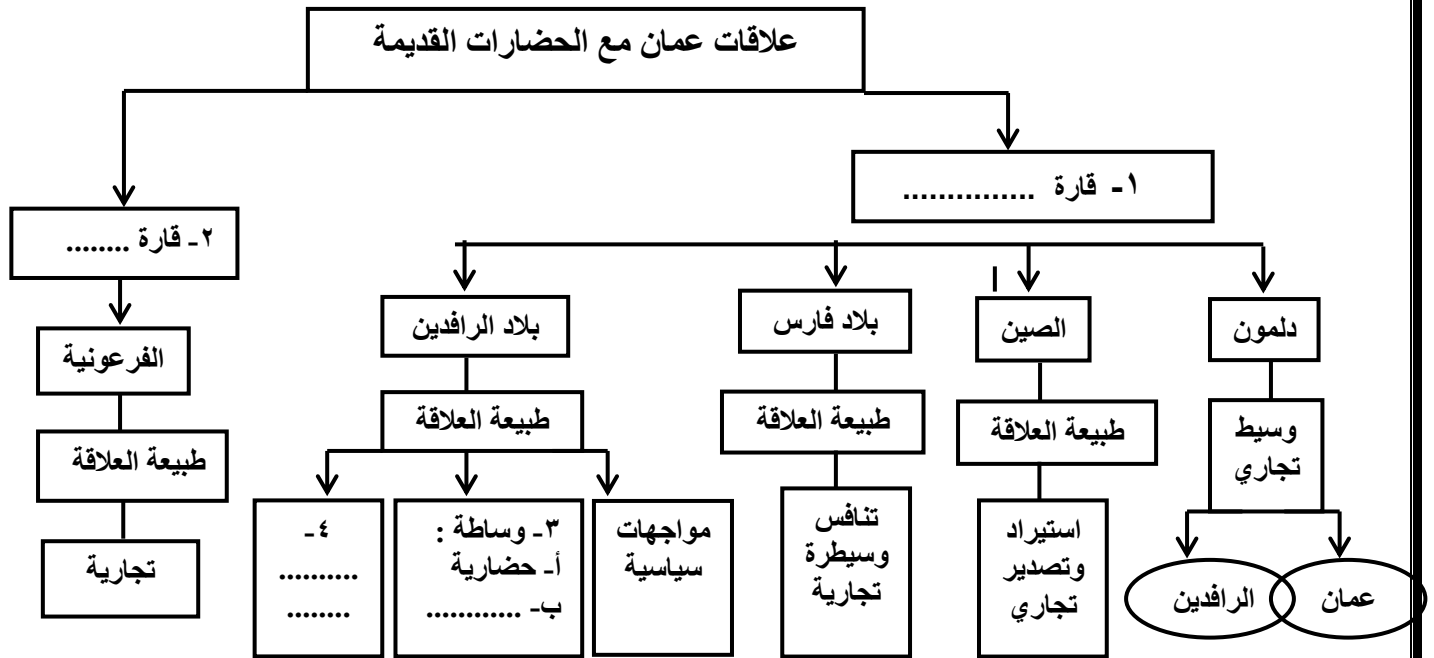 علاقات عمان مع الحضارات القديمة
١- قارة ...............
٢- قارة ........
دلمون
الصين
ا
بلاد فارس
بلاد الرافدين
الفرعونية
وسيط
تجاري
طبيعة العلاقة
طبيعة العلاقة
طبيعة العلاقة
طبيعة العلاقة
عمان
الرافدين
استيراد
وتصدير
تجاري
تنافس
وسيطرة
تجارية
مواجهات
سياسية
٣- وساطة :
أ- حضارية
ب- ............
٤-
..........
........
تجارية